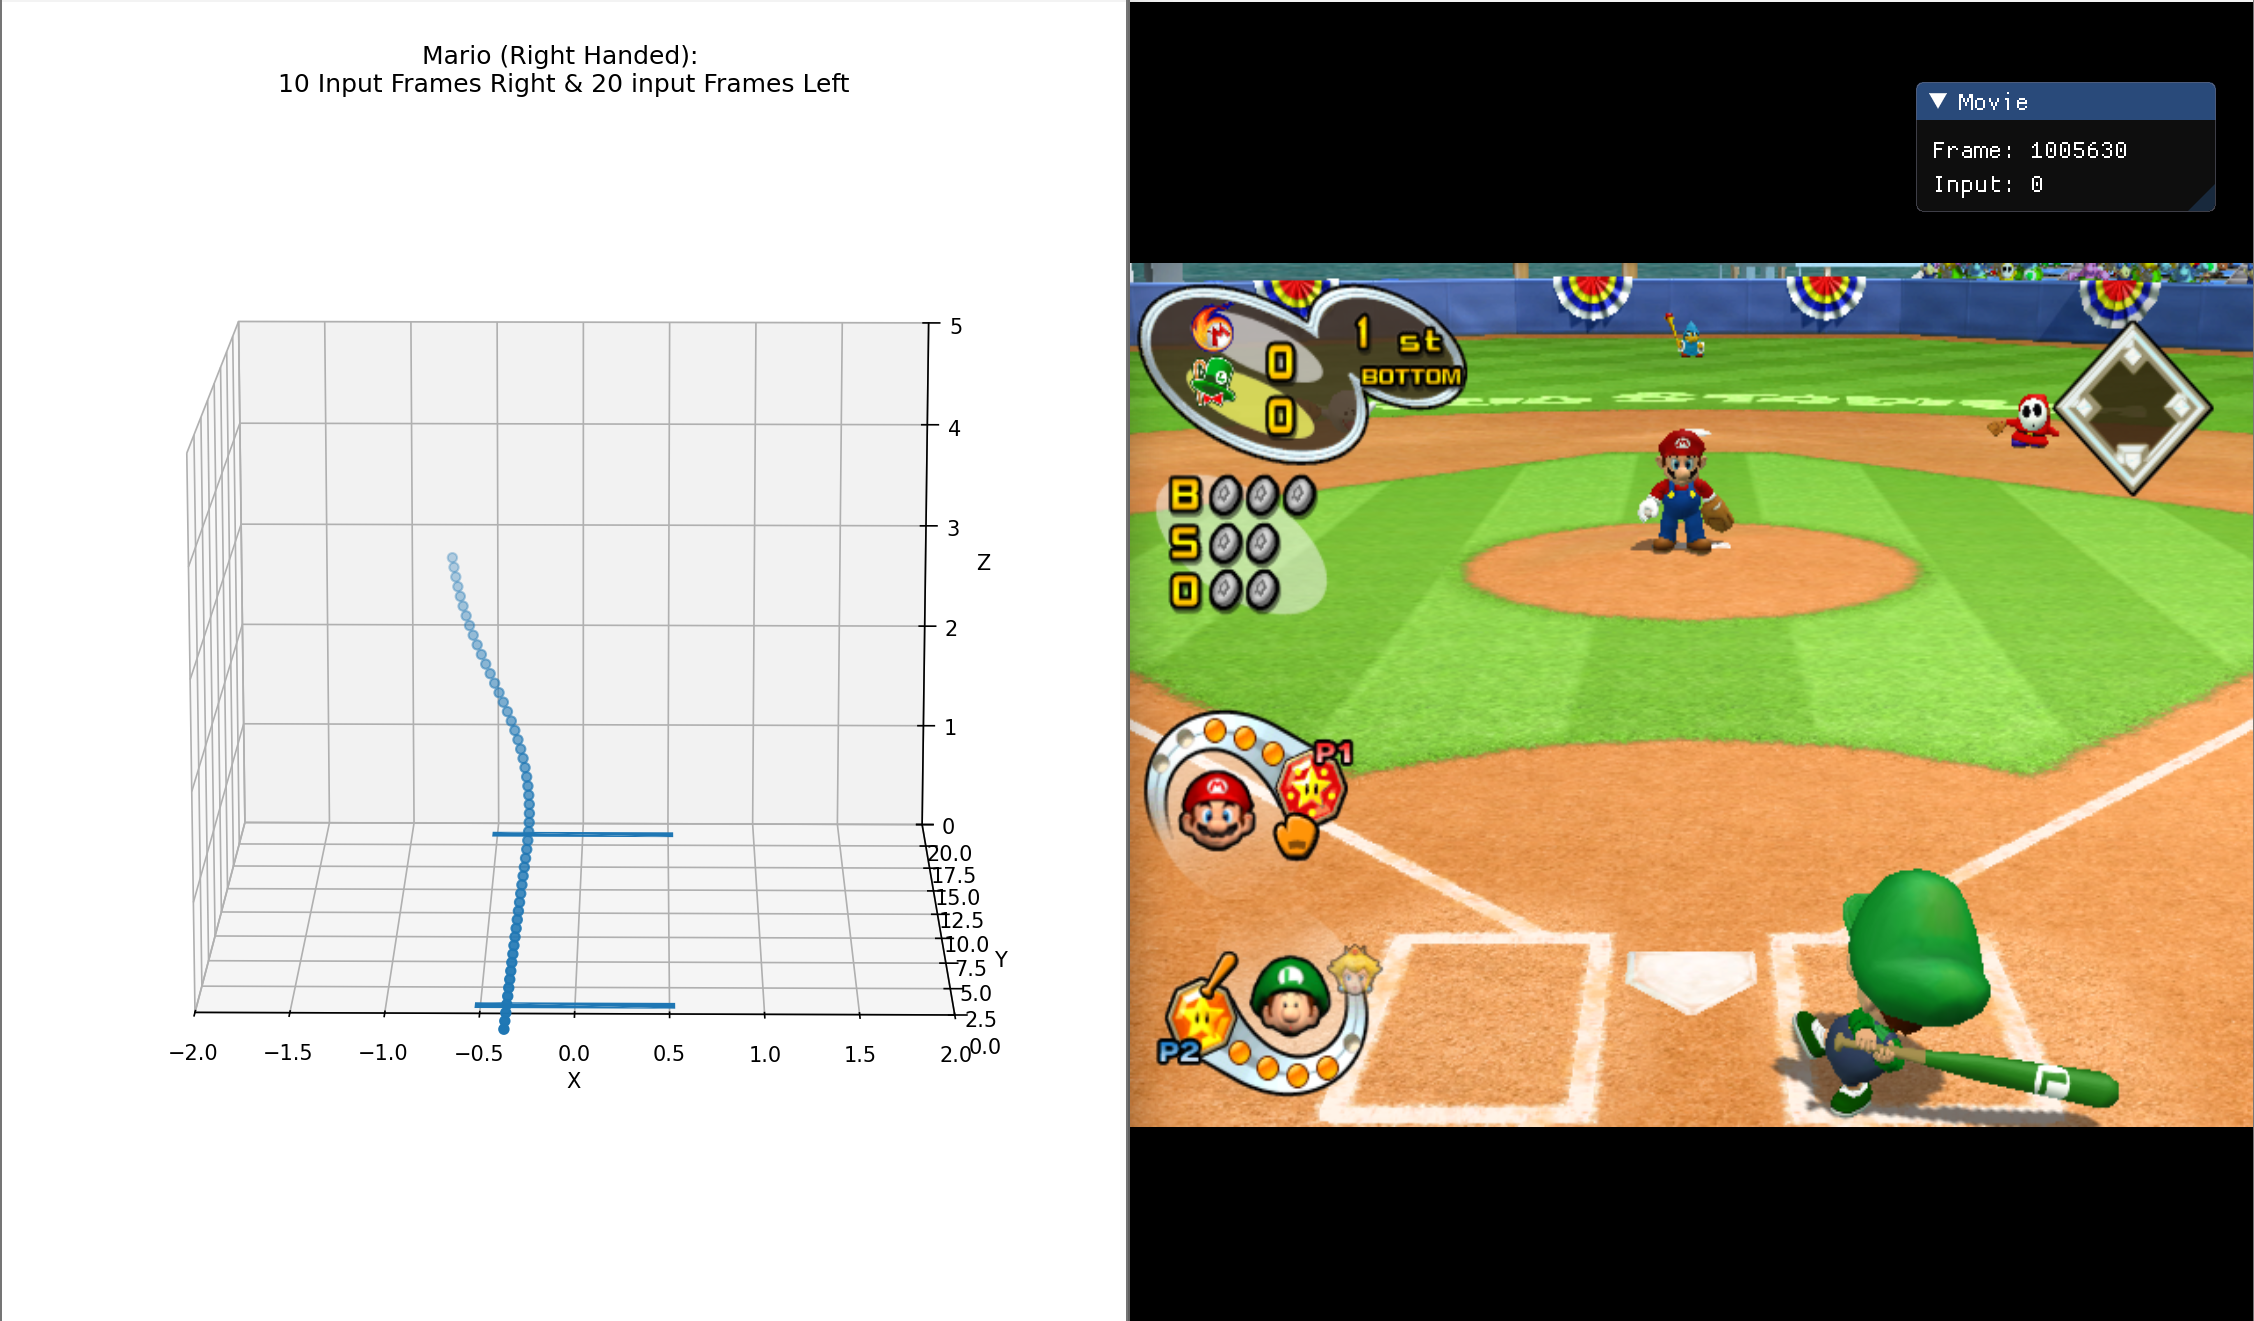 Mario (Right Handed):
10 Input Frames Right & 20 input Frames Left
5
4
3
Z
2
1
0
20.0
17.5
15.0
12.5
10.0
7.5
Y
5.0
2.5
0.0
−2.0
−1.5
−1.0
−0.5
0.0
0.5
1.0
1.5
2.0
X
Movie
Frame: 1005630
Input: 0
0
0
1 st
BOTTOM
B
S
O
P1
M
L
P2
L